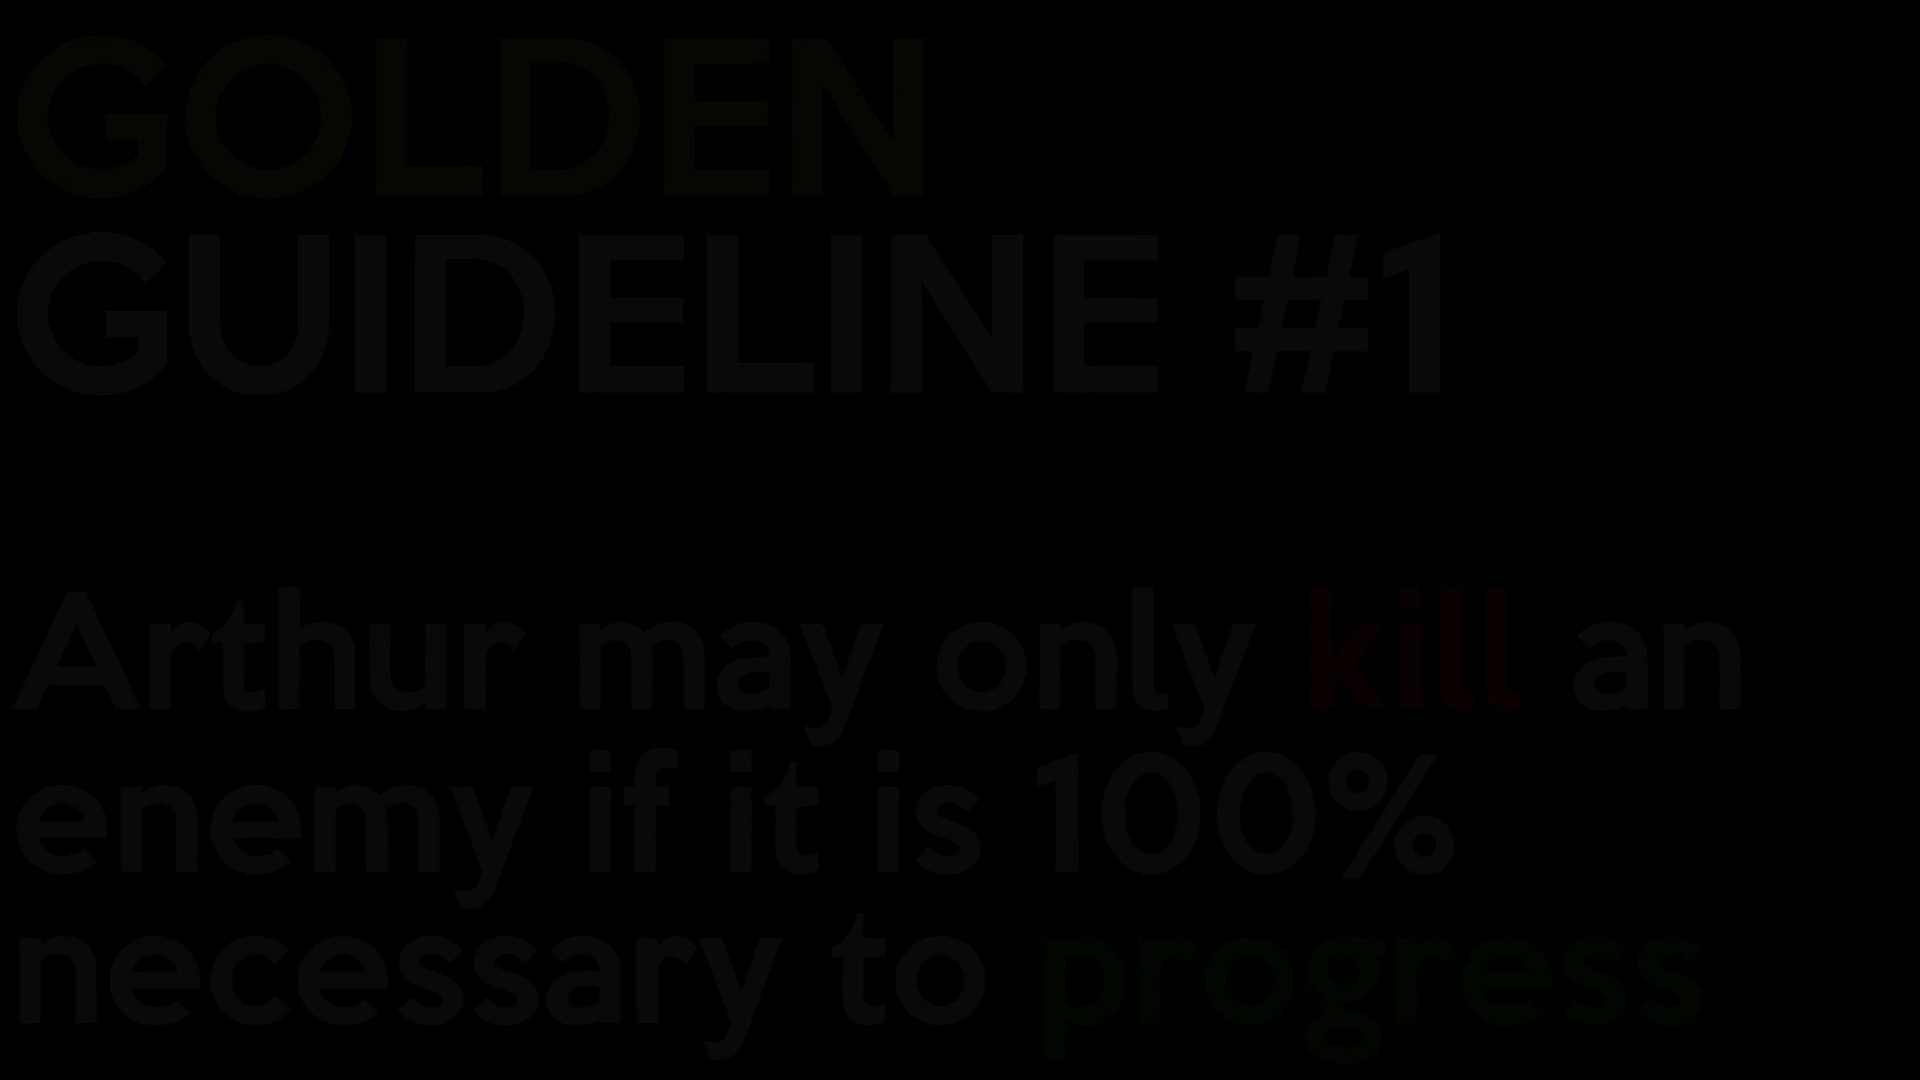 GOLDEN
GUIDELINE #1
Arthur may only kill an
enemy if it is 100%
necessary to progress